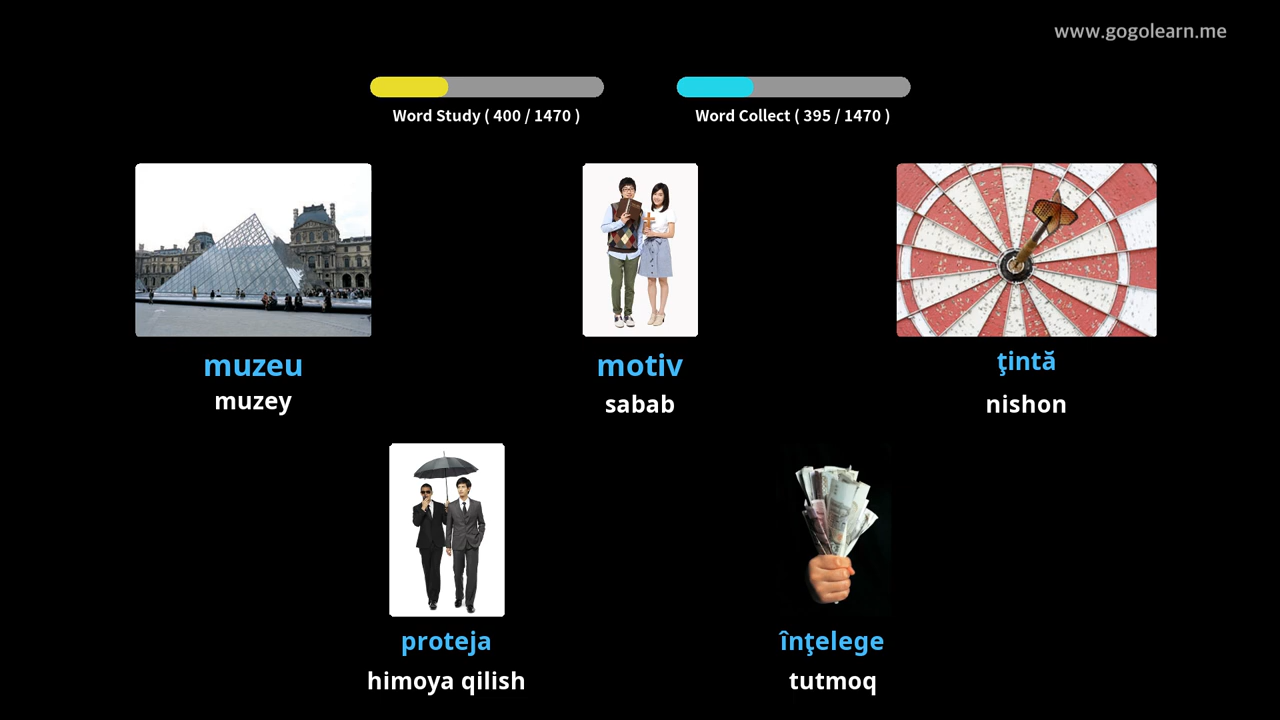 www.gogolearn.me
Word Study ( 400 / 1470 )
Word Collect ( 395 / 1470 )
muzeu
muzey
motiv
sabab
ţintă
nishon
proteja
himoya qilish
înţelege
tutmoq